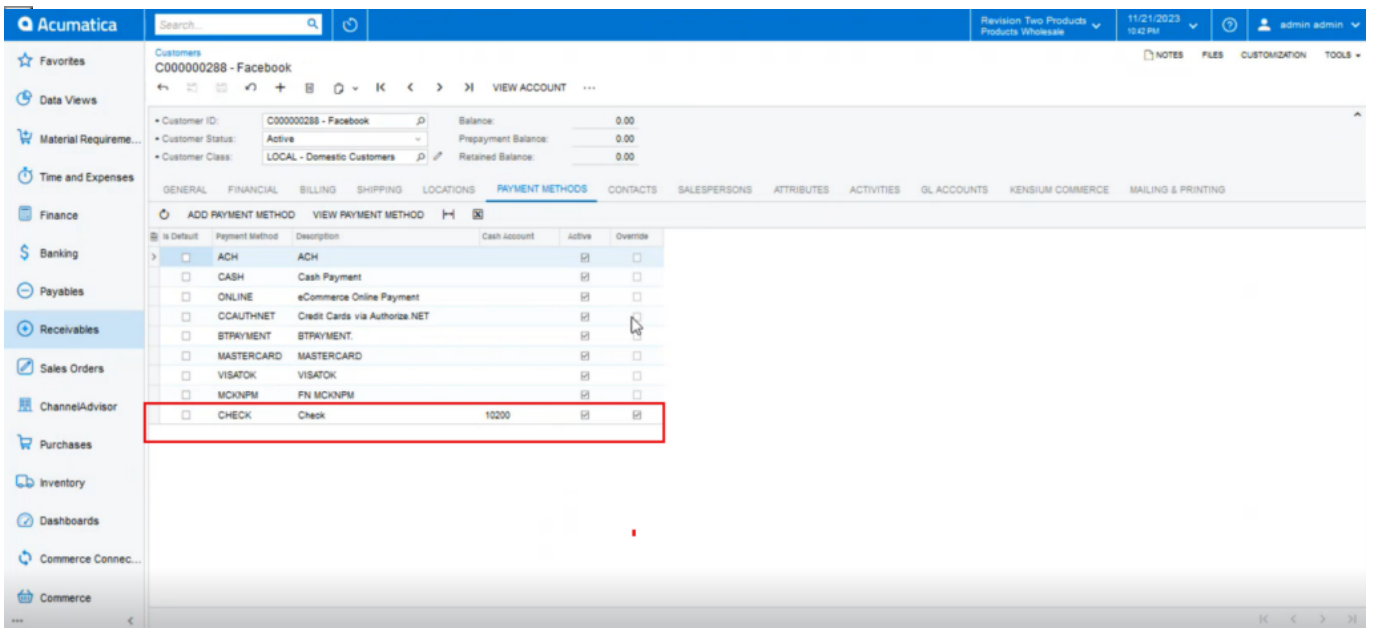 Acumatica
Search...
Revision Two Products
Products Wholesale
11/21/2023
10:42 PM
admin admin
Favorites
Data Views
Material Requireme...
Time and Expenses
Finance
Banking
Payables
Receivables
Sales Orders
ChannelAdvisor
Purchases
Inventory
Dashboards
Commerce Connec...
Commerce
Customers
C000000288 - Facebook
NOTES FILES CUSTOMIZATION TOOLS
VIEW ACCOUNT
Customer ID: C000000288 - Facebook Balance: 0.00
Customer Status: Active Prepayment Balance: 0.00
Customer Class: LOCAL - Domestic Customers Retained Balance: 0.00
GENERAL FINANCIAL BILLING SHIPPING LOCATIONS PAYMENT METHODS CONTACTS SALESPERSONS ATTRIBUTES ACTIVITIES GL ACCOUNTS KENSIUM COMMERCE MAILING & PRINTING
ADD PAYMENT METHOD VIEW PAYMENT METHOD
Is Default Payment Method Description Cash Account Active Override
ACH ACH
CASH Cash Payment
ONLINE eCommerce Online Payment
CCAUTHNET Credit Cards via Authorize.NET
BTPAYMENT BTPAYMENT.
MASTERCARD MASTERCARD
VISATOK VISATOK
MCKNPM FN MCKNPM
CHECK Check 10200